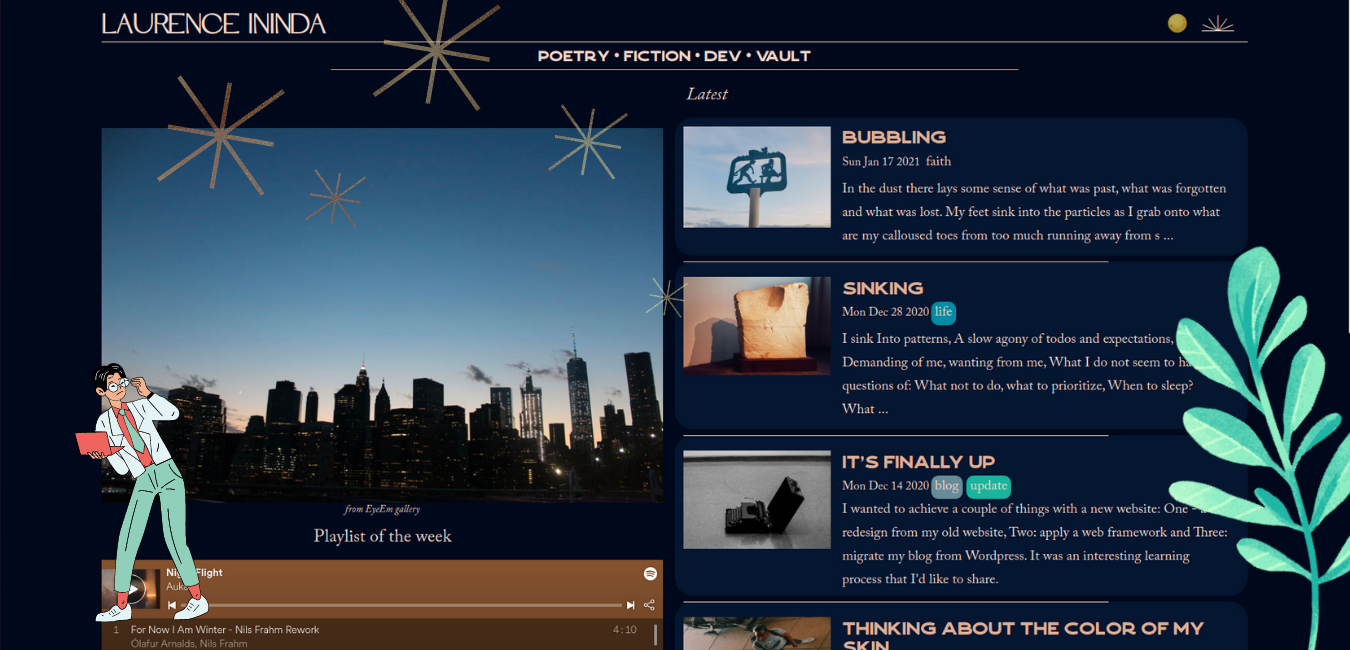 LAURENCE ININDA
POETRY • FICTION • DEV • VAULT
Latest
BUBBLING
Sun Jan 17 2021 faith
In the dust there lays some sense of what was past, what was forgotten
and what was lost. My feet sink into the particles as I grab onto what
are my calloused toes from too much running away from s ...
SINKING
Mon Dec 28 2020 life
I sink Into patterns, A slow agony of todos and expectations,
Demanding of me, wanting from me, What I do not seem to
questions of: What not to do, what to prioritize, When to sleep?
What ...
IT'S FINALLY UP
Mon Dec 14 2020 blog update
I wanted to achieve a couple of things with a new website: One -
redesign from my old website, Two: apply a web framework and Three:
migrate my blog from Wordpress. It was an interesting learning
process that I'd like to share.
THINKING ABOUT THE COLOR OF MY
SKIN
from EyeEm gallery
Playlist of the week
Flight
1 For Now I Am Winter - Nils Frahm Rework 4:10
Ólafur Arnalds, Nils Frahm